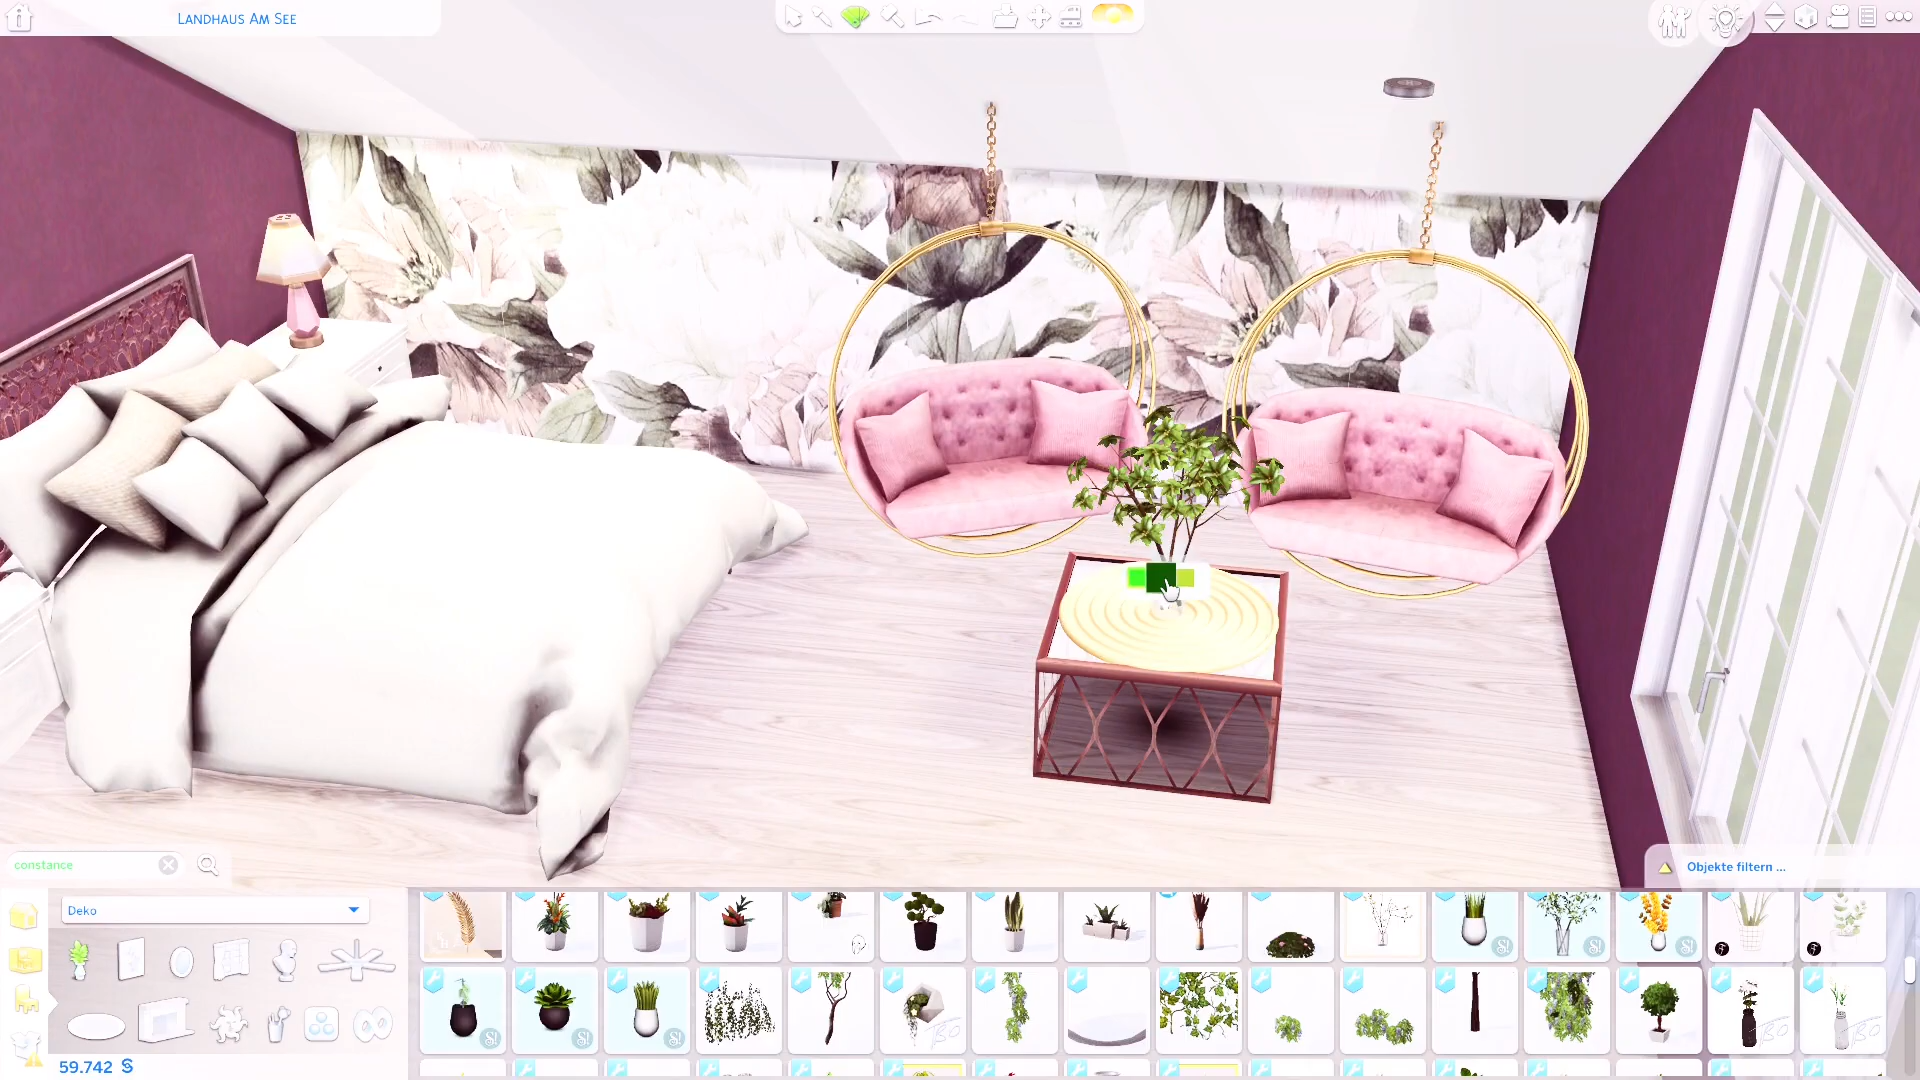 Landhaus Am See
constance
Objekte filtern ...
Deko
59.742 S